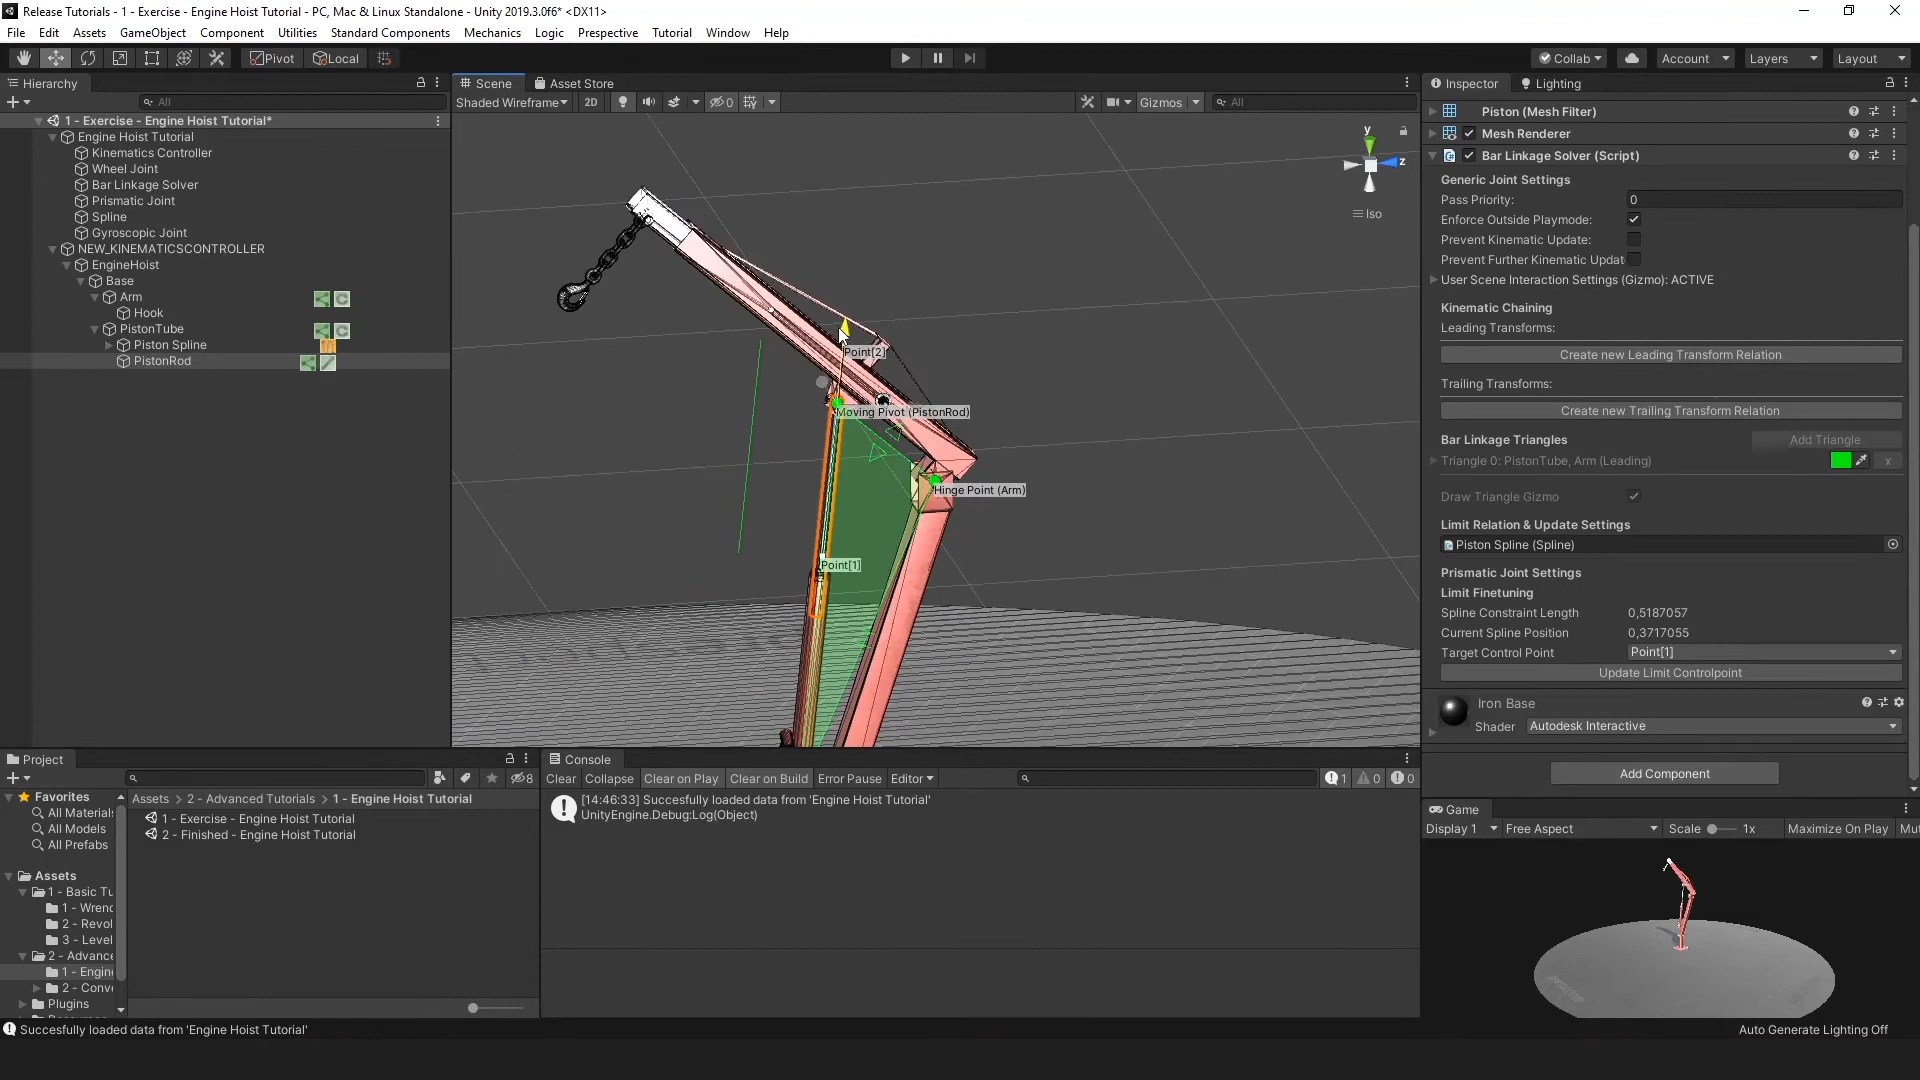 Release Tutorials - 1 - Exercise - Engine Hoist Tutorial - PC, Mac & Linux Standalone - Unity 2019.3.0f6* <DX11>
File Edit Assets GameObject Component Utilities Standard Components Mechanics Logic Prespective Tutorial Window Help
Pivot Local Collab Account Layers Layout
Hierarchy
All
1 - Exercise - Engine Hoist Tutorial*
Engine Hoist Tutorial
Kinematics Controller
Wheel Joint
Bar Linkage Solver
Prismatic Joint
Spline
Gyroscopic Joint
NEW_KINEMATICSCONTROLLER
EngineHoist
Base
Arm
Hook
PistonTube
Piston Spline
PistonRod
Scene Asset Store
Shaded Wireframe 2D 0 Gizmos All
y
z
Iso
Point[2]
Moving Pivot (PistonRod)
Hinge Point (Arm)
Point[1]
Inspector Lighting
Piston (Mesh Filter)
Mesh Renderer
Bar Linkage Solver (Script)
Generic Joint Settings
Pass Priority: 0
Enforce Outside Playmode:
Prevent Kinematic Update:
Prevent Further Kinematic Updat
User Scene Interaction Settings (Gizmo): ACTIVE
Kinematic Chaining
Leading Transforms:
Create new Leading Transform Relation
Trailing Transforms:
Create new Trailing Transform Relation
Bar Linkage Triangles Add Triangle
Triangle 0: PistonTube, Arm (Leading) x
Draw Triangle Gizmo
Limit Relation & Update Settings
Piston Spline (Spline)
Prismatic Joint Settings
Limit Finetuning
Spline Constraint Length 0,5187057
Current Spline Position 0,3717055
Target Control Point Point[1]
Update Limit Controlpoint
Iron Base
Shader Autodesk Interactive
Add Component
Project
8
Favorites
All Materials
All Models
All Prefabs
Assets
1 - Basic Tu
1 - Wrenc
2 - Revol
3 - Level
2 - Advance
1 - Engin
2 - Conv
Plugins
Assets > 2 - Advanced Tutorials > 1 - Engine Hoist Tutorial
1 - Exercise - Engine Hoist Tutorial
2 - Finished - Engine Hoist Tutorial
Console
Clear Collapse Clear on Play Clear on Build Error Pause Editor 1 0 0
[14:46:33] Succesfully loaded data from 'Engine Hoist Tutorial'
UnityEngine.Debug:Log(Object)
Game
Display 1 Free Aspect Scale 1x Maximize On Play Mut
Succesfully loaded data from 'Engine Hoist Tutorial'
Auto Generate Lighting Off